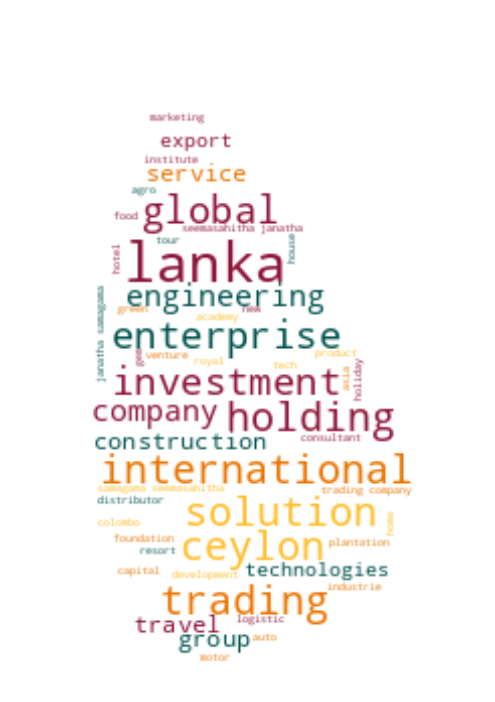 marketing
export
institute
service
agro
food global
seemasahitha janatha
tour
house
hotel
lanka
janatha samagama
engineering
green new
academy
enterprise
gem venture royal tech product
asia
holiday
investment
company holding
construction consultant
international
samagama seemasahitha trading company
distributor
solution
colombo home
foundation ceylon plantation
resort
capital development technologies
industrie
trading
travel logistic
group auto
motor